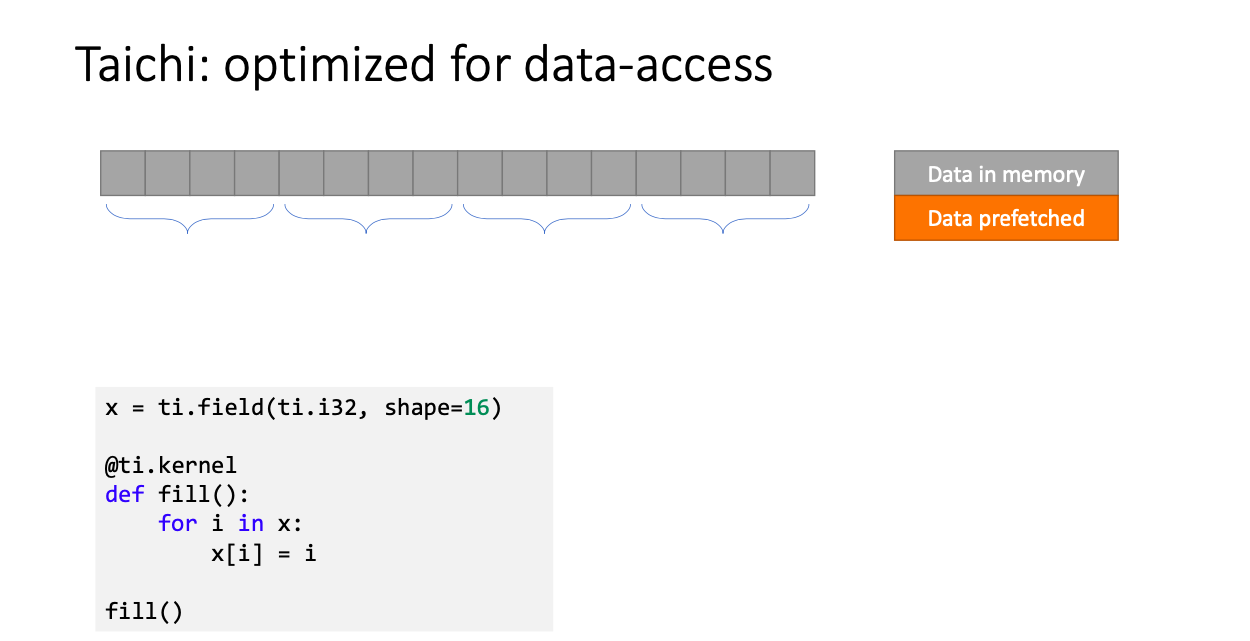 Taichi: optimized for data-access
Data in memory
Data prefetched
x = ti.field(ti.i32, shape=16)
@ti.kernel
def fill():
    for i in x:
        x[i] = i
fill()